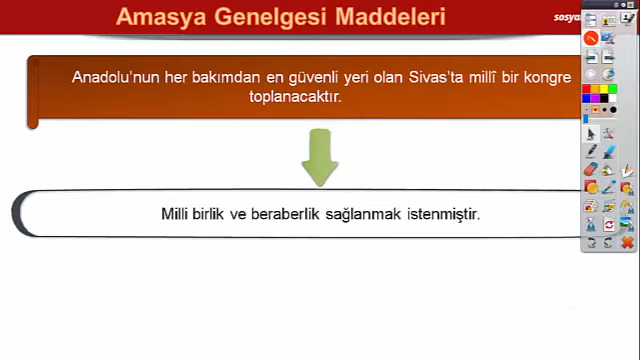 Amasya Genelgesi Maddeleri
sosya
Anadolu'nun her bakımdan en güvenli yeri olan Sivas'ta millî bir kongre
toplanacaktır.
Milli birlik ve beraberlik sağlanmak istenmiştir.